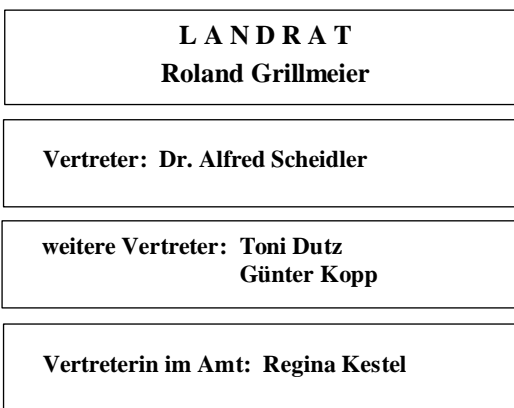 L A N D R A T
Roland Grillmeier
Vertreter: Dr. Alfred Scheidler
weitere Vertreter: Toni Dutz
Günter Kopp
Vertreterin im Amt: Regina Kestel